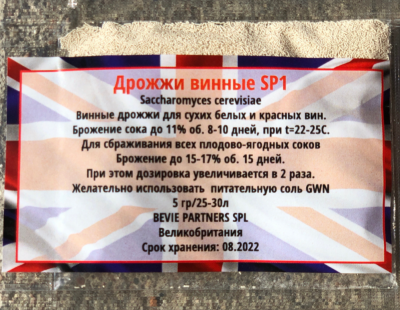 Дрожжи винные SP1
Saccharomyces cerevisiae
Винные дрожжи для сухих белых и красных вин.
Брожение сока до 11% об. 8-10 дней, при t=22-25С.
Для сбраживания всех плодово-ягодных соков
Брожение до 15-17% об. 15 дней.
При этом дозировка увеличивается в 2 раза.
Желательно использовать питательную соль GWN
5 гр/25-30л
BEVIE PARTNERS SPL
Великобритания
Срок хранения: 08.2022